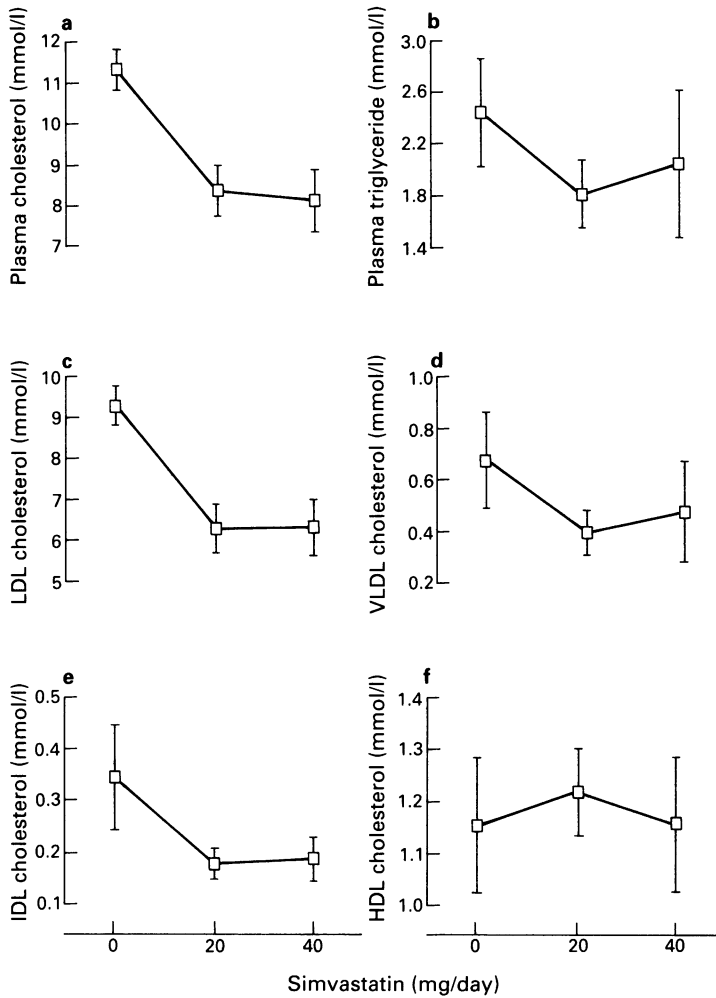 a
Plasma cholesterol (mmol/l)
12
11
10
9
8
7
b
Plasma triglyceride (mmol/l)
3.0
2.6
2.2
1.8
1.4
c
LDL cholesterol (mmol/l)
10
9
8
7
6
5
d
VLDL cholesterol (mmol/l)
1.0
0.8
0.6
0.4
0.2
e
IDL cholesterol (mmol/l)
0.5
0.4
0.3
0.2
0.1
0 20 40
f
HDL cholesterol (mmol/l)
1.4
1.3
1.2
1.1
1.0
0 20 40
Simvastatin (mg/day)